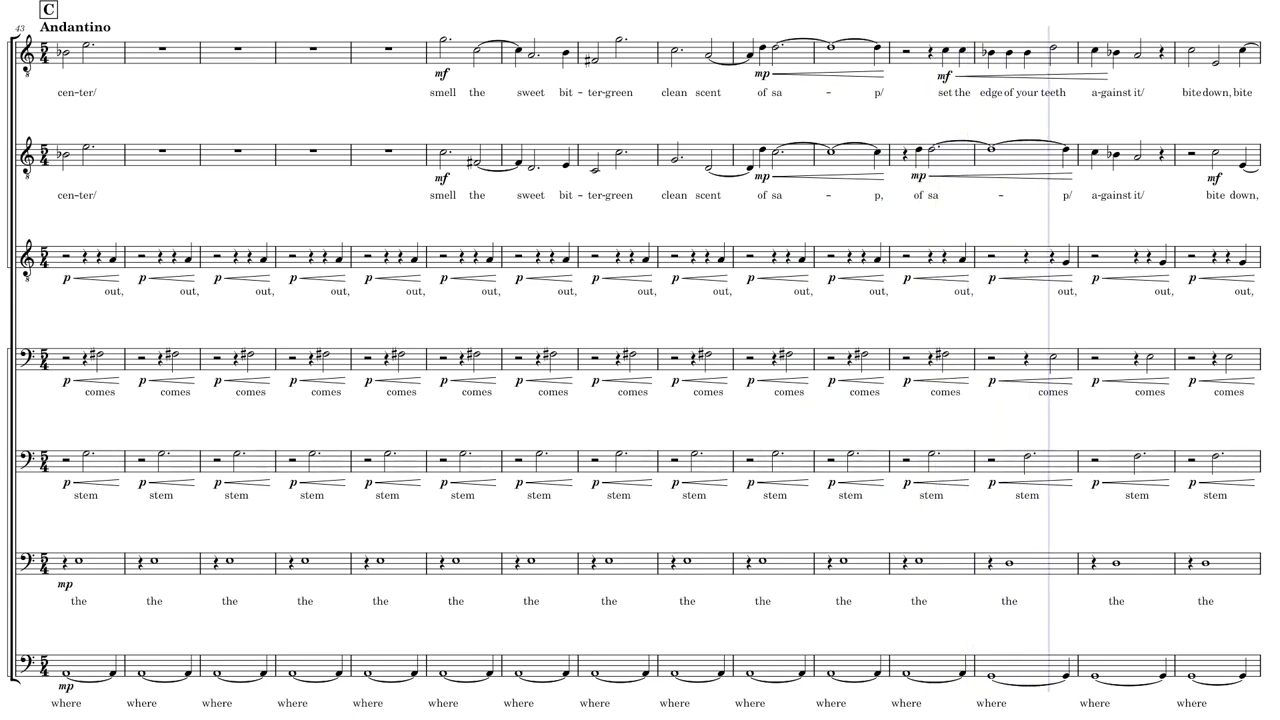 C
43 Andantino
mf mp mf
cen-ter/ smell the sweet bit - ter-green clean scent of sa - p/ set the edge of your teeth a-gainst it/ bite down, bite
mf mp mp mf
cen-ter/ smell the sweet bit - ter-green clean scent of sa - p, of sa - p/ a-gainst it/ bite down,
p p p p p p p p p p p p p p p
out, out, out, out, out, out, out, out, out, out, out, out, out, out, out,
p p p p p p p p p p p p p p p
comes comes comes comes comes comes comes comes comes comes comes comes comes comes comes
p p p p p p p p p p p p p p p
stem stem stem stem stem stem stem stem stem stem stem stem stem stem stem
mp
the the the the the the the the the the the the the the the
mp
where where where where where where where where where where where where where where where